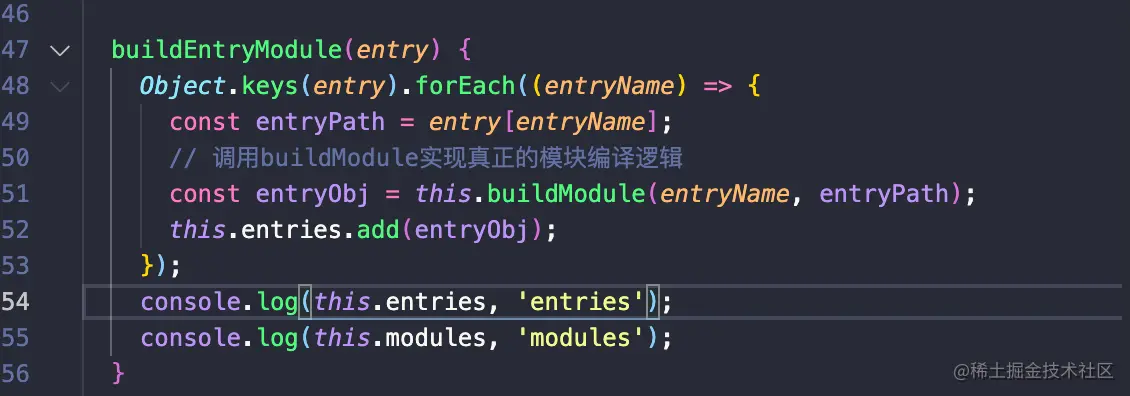 46
47 buildEntryModule(entry) {
48 Object.keys(entry).forEach((entryName) => {
49 const entryPath = entry[entryName];
50 // 调用buildModule实现真正的模块编译逻辑
51 const entryObj = this.buildModule(entryName, entryPath);
52 this.entries.add(entryObj);
53 });
54 console.log(this.entries, 'entries');
55 console.log(this.modules, 'modules');
56 }
@稀土掘金技术社区